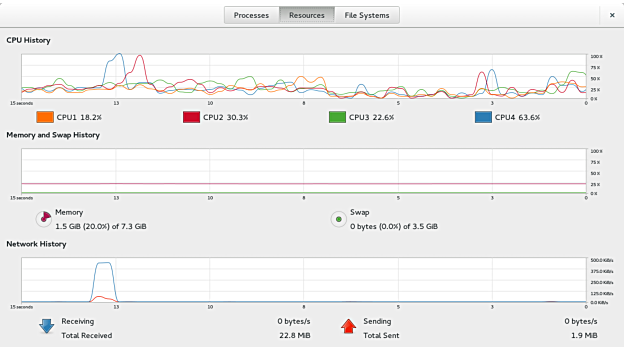 Processes Resources File Systems ×
CPU History
100 %
75 %
50 %
25 %
0 %
15 seconds 13 10 8 5 3 0
CPU1 18.2% CPU2 30.3% CPU3 22.6% CPU4 63.6%
Memory and Swap History
100 %
75 %
50 %
25 %
0 %
15 seconds 13 10 8 5 3 0
Memory Swap
1.5 GiB (20.0%) of 7.3 GiB 0 bytes (0.0%) of 3.5 GiB
Network History
500.0 KiB/s
375.0 KiB/s
250.0 KiB/s
125.0 KiB/s
0.0 KiB/s
15 seconds 13 10 8 5 3 0
Receiving 0 bytes/s Sending 0 bytes/s
Total Received 22.8 MiB Total Sent 1.9 MiB